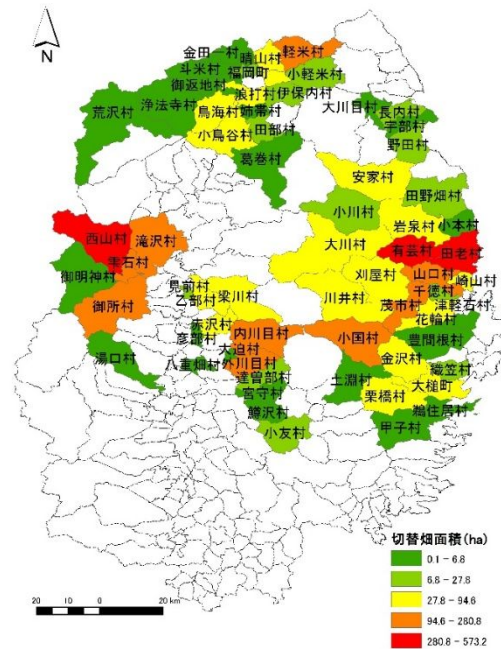 N
金田一村
斗米村
晴山村
軽米村
福岡町
小軽米村
御返地村
浪打村
伊保内村
荒沢村
浄法寺村
鳥海村
姉帯村
大川目村
長内村
宇部村
小鳥谷村
田部村
野田村
葛巻村
安家村
田野畑村
小川村
岩泉村
小本村
西山村
滝沢村
大川村
有芸村
田老村
雫石村
御明神村
刈屋村
山口村
崎山村
見前村
千徳村
御所村
乙部村
梁川村
川井村
茂市村
津軽石村
花輪村
赤沢村
内川目村
小国村
豊間根村
彦部村
大迫村
金沢村
湯口村
八重畑村
外川目村
土淵村
織笠村
達曽部村
大槌町
宮守村
栗橋村
鵜住居村
鱒沢村
甲子村
小友村
切替畑面積(ha)
0.1 - 6.8
6.8 - 27.8
27.8 - 94.6
94.6 - 280.8
280.8 - 573.2
20 10 0 20 km